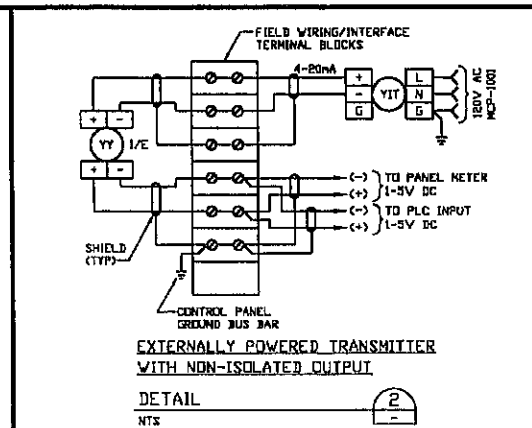 FIELD WIRING/INTERFACE
TERMINAL BLOCKS
4-20mA
+
-
G
YIT
L
N
G
120V AC
MCP-1001
+ -
YY
I/E
+ -
(-)
(+)
TO PANEL METER
1-5V DC
(-)
(+)
TO PLC INPUT
1-5V DC
SHIELD
(TYP)
CONTROL PANEL
GROUND BUS BAR
EXTERNALLY POWERED TRANSMITTER
WITH NON-ISOLATED OUTPUT
DETAIL
2
-
NTS